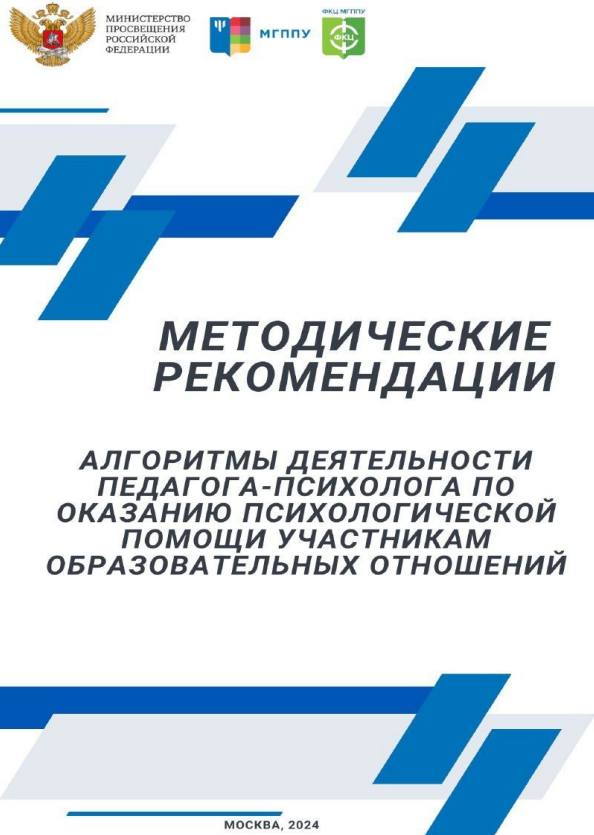 МИНИСТЕРСТВО
ПРОСВЕЩЕНИЯ
РОССИЙСКОЙ
ФЕДЕРАЦИИ
МГППУ
ФКЦ МГППУ
ФКЦ
МЕТОДИЧЕСКИЕ
РЕКОМЕНДАЦИИ
АЛГОРИТМЫ ДЕЯТЕЛЬНОСТИ
ПЕДАГОГА-ПСИХОЛОГА ПО
ОКАЗАНИЮ ПСИХОЛОГИЧЕСКОЙ
ПОМОЩИ УЧАСТНИКАМ
ОБРАЗОВАТЕЛЬНЫХ ОТНОШЕНИЙ
МОСКВА, 2024